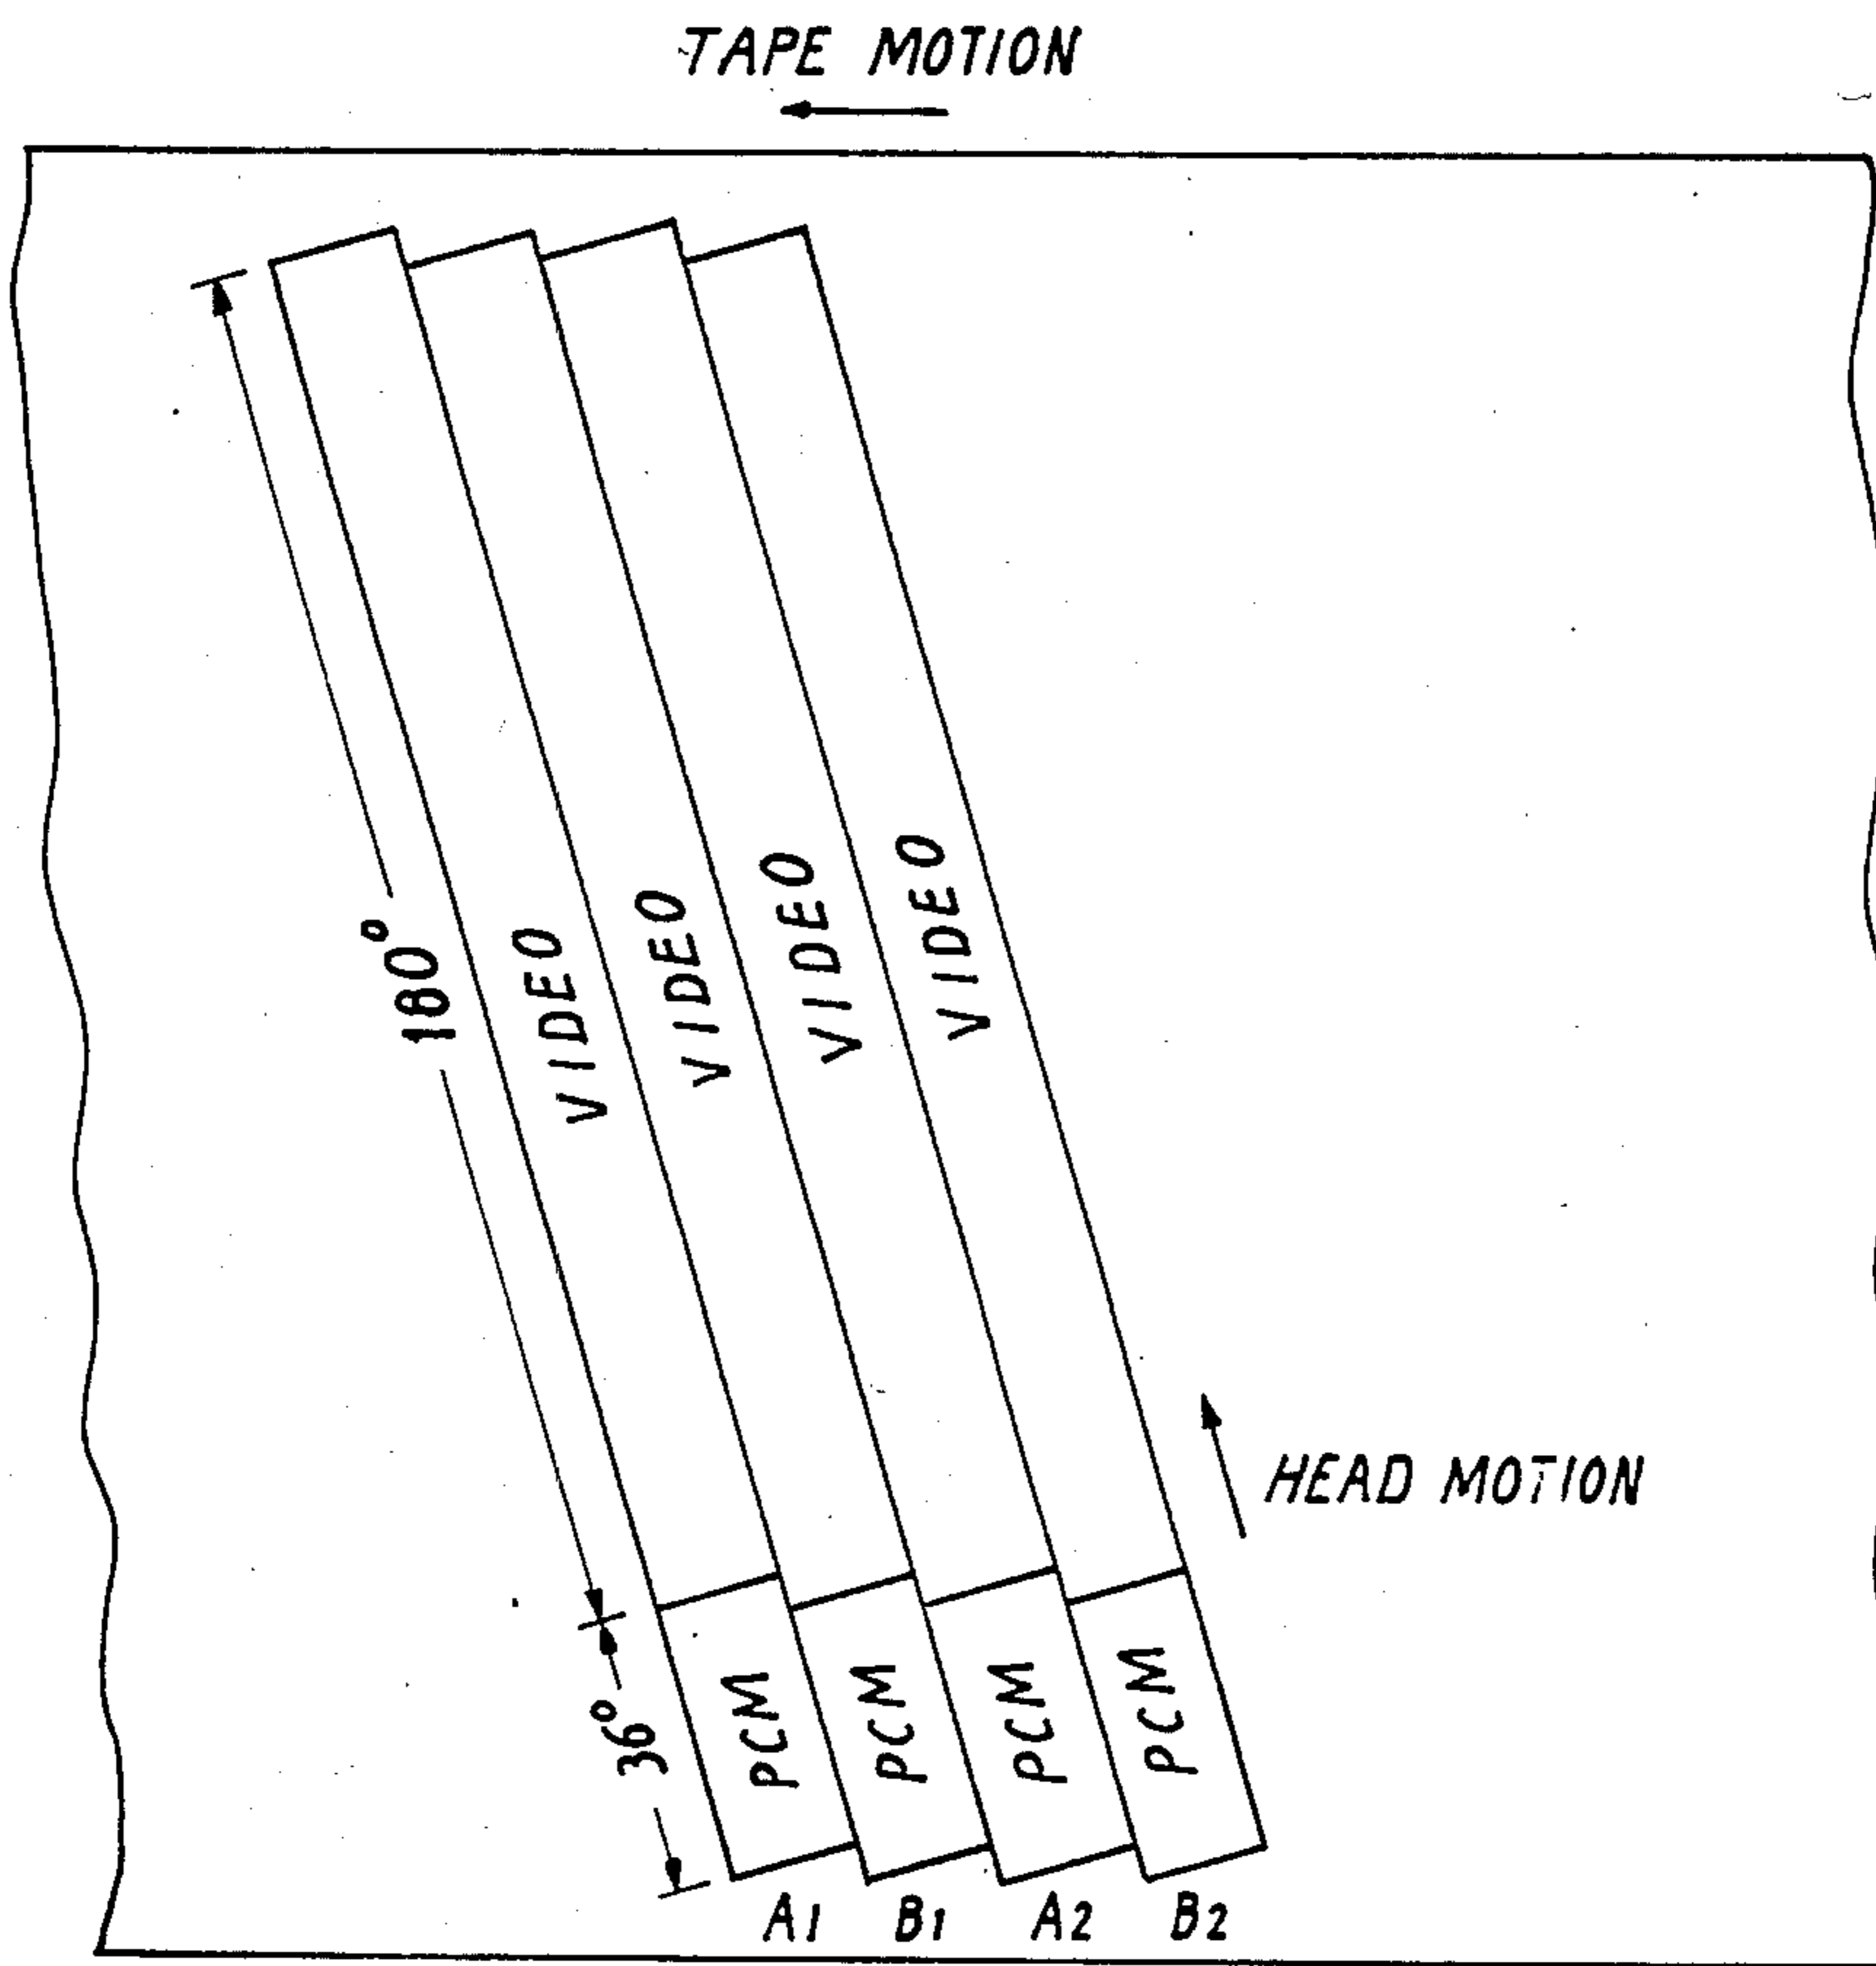 TAPE MOTION
180°
VIDEO
VIDEO
VIDEO
VIDEO
HEAD MOTION
36°
PCM
PCM
PCM
PCM
A1 B1 A2 B2